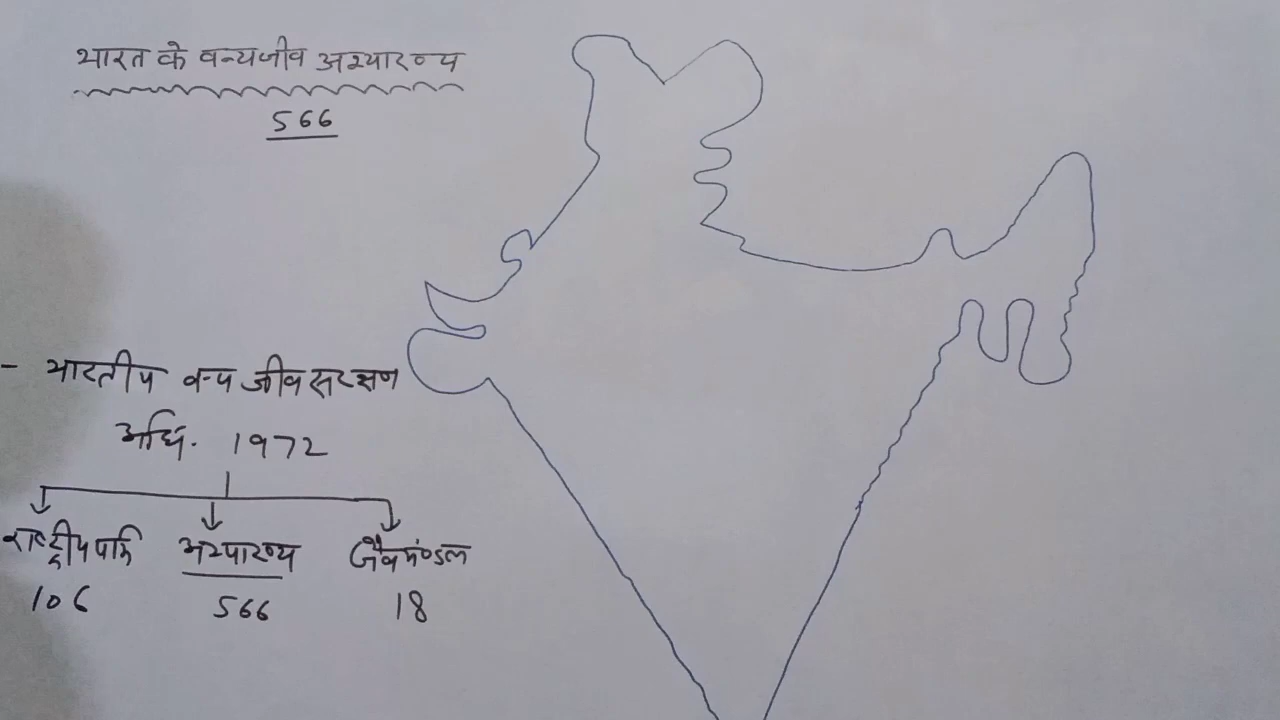 भारत के वन्यजीव अभ्यारण्य
566
- भारतीय वन्य जीव संरक्षण
अधि. 1972
राष्ट्रीय पार्क अभ्यारण्य जैवमंण्डल
106 566 18